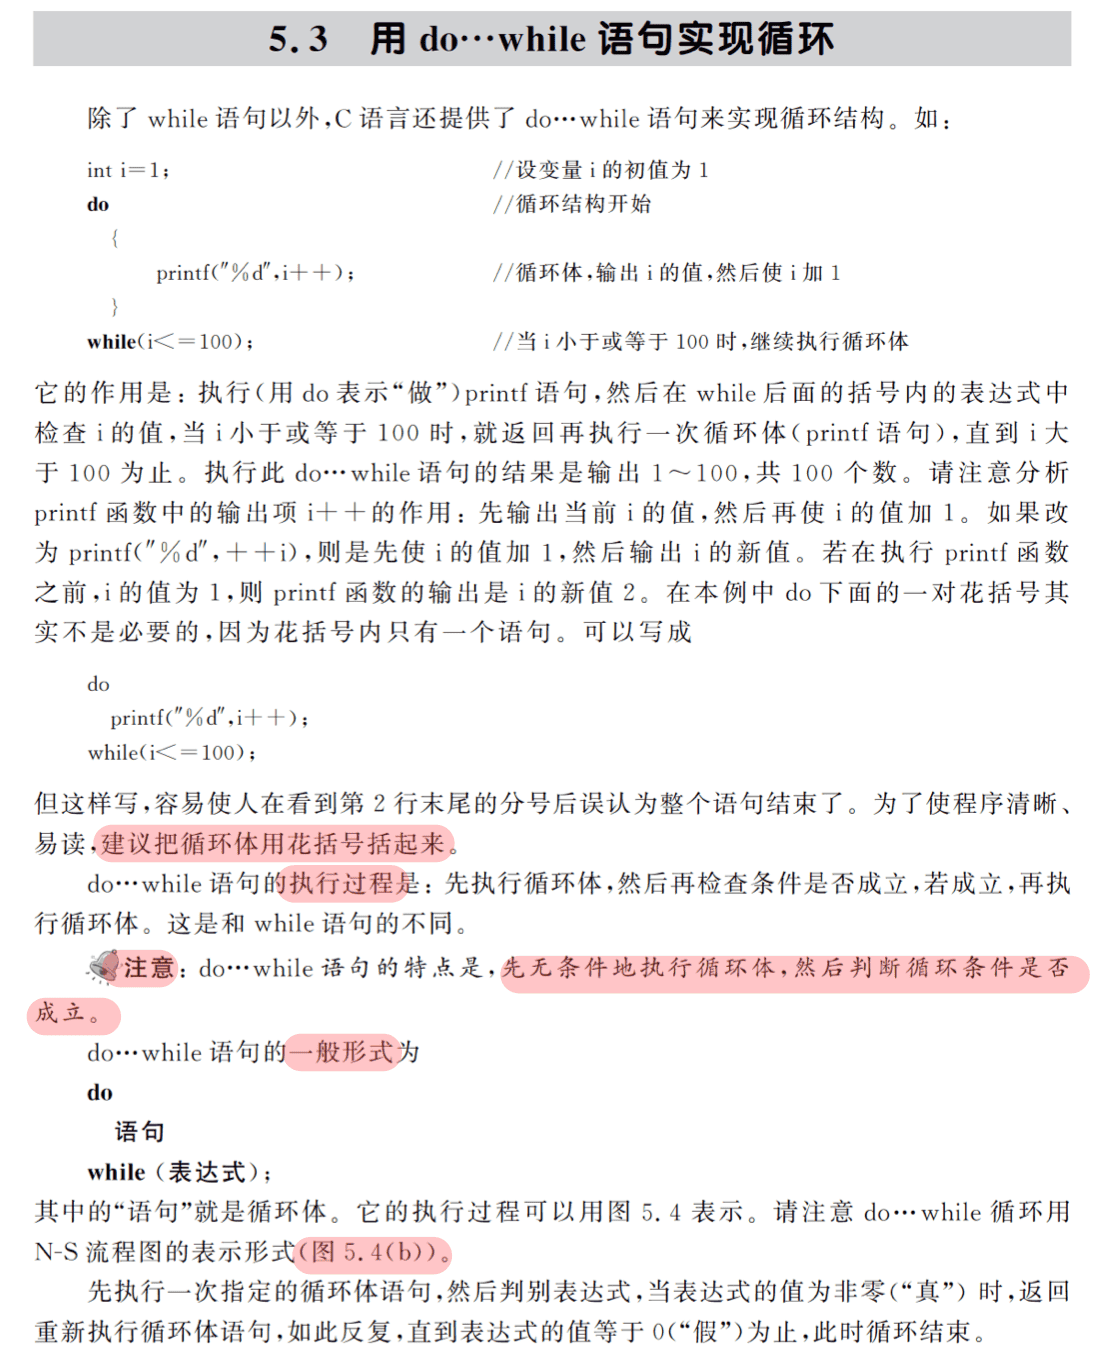 5.3 用 do…while 语句实现循环
除了 while 语句以外,C 语言还提供了 do…while 语句来实现循环结构。如:
int i=1; //设变量 i 的初值为 1
do //循环结构开始
{
printf("%d",i++); //循环体,输出 i 的值,然后使 i 加 1
}
while(i<=100); //当 i 小于或等于 100 时,继续执行循环体
它的作用是：执行(用 do 表示“做”)printf 语句,然后在 while 后面的括号内的表达式中
检查 i 的值,当 i 小于或等于 100 时,就返回再执行一次循环体(printf 语句),直到 i 大
于 100 为止。执行此 do…while 语句的结果是输出 1～100,共 100 个数。请注意分析
printf 函数中的输出项 i++的作用：先输出当前 i 的值,然后再使 i 的值加 1。如果改
为 printf("%d",++i),则是先使 i 的值加 1,然后输出 i 的新值。若在执行 printf 函数
之前,i 的值为 1,则 printf 函数的输出是 i 的新值 2。在本例中 do 下面的一对花括号其
实不是必要的,因为花括号内只有一个语句。可以写成
do
printf("%d",i++);
while(i<=100);
但这样写,容易使人在看到第 2 行末尾的分号后误认为整个语句结束了。为了使程序清晰、
易读,建议把循环体用花括号括起来。
do…while 语句的执行过程是：先执行循环体,然后再检查条件是否成立,若成立,再执
行循环体。这是和 while 语句的不同。
注意：do…while 语句的特点是,先无条件地执行循环体,然后判断循环条件是否
成立。
do…while 语句的一般形式为
do
语句
while (表达式);
其中的“语句”就是循环体。它的执行过程可以用图 5.4 表示。请注意 do…while 循环用
N-S 流程图的表示形式(图 5.4(b))。
先执行一次指定的循环体语句,然后判别表达式,当表达式的值为非零(“真”) 时,返回
重新执行循环体语句,如此反复,直到表达式的值等于 0(“假”)为止,此时循环结束。